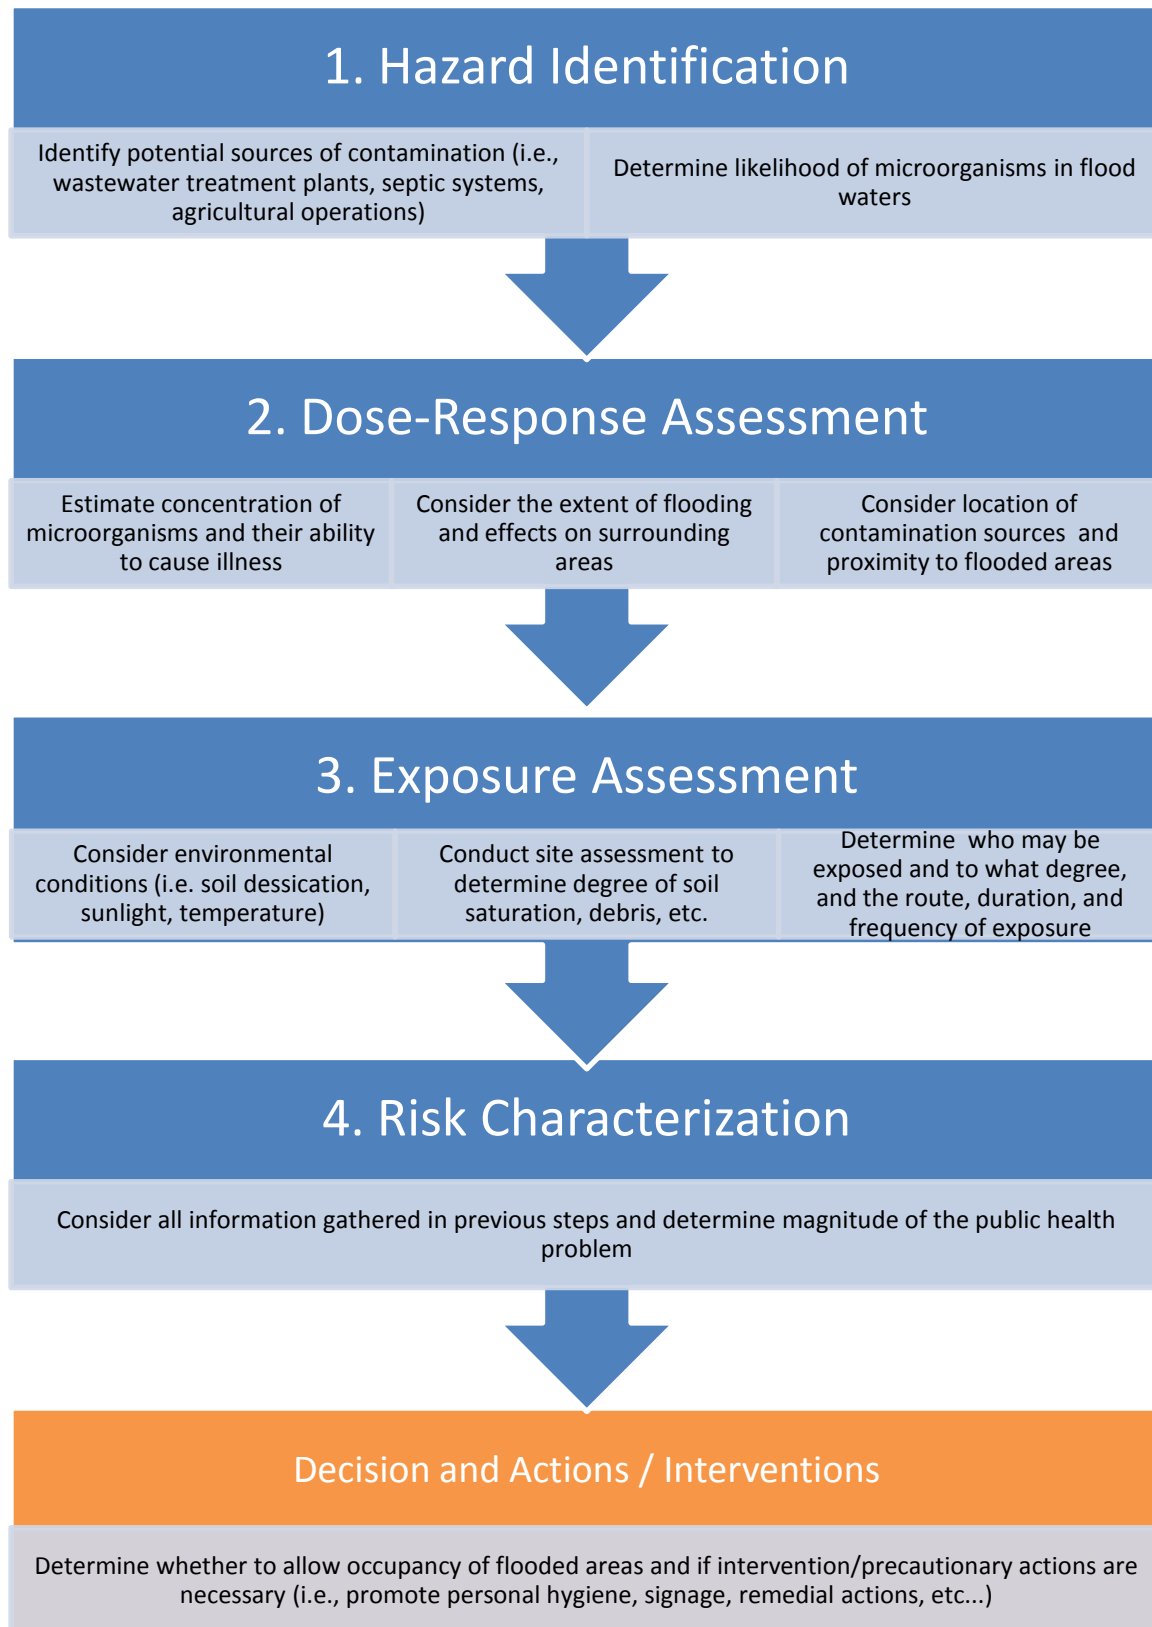 1. Hazard Identification
Identify potential sources of contamination (i.e.,
wastewater treatment plants, septic systems,
agricultural operations)
Determine likelihood of microorganisms in flood
waters
2. Dose-Response Assessment
Estimate concentration of
microorganisms and their ability
to cause illness
Consider the extent of flooding
and effects on surrounding
areas
Consider location of
contamination sources  and
proximity to flooded areas
3. Exposure Assessment
Consider environmental
conditions (i.e. soil dessication,
sunlight, temperature)
Conduct site assessment to
determine degree of soil
saturation, debris, etc.
Determine  who may be
exposed and to what degree,
and the route, duration, and
frequency of exposure
4. Risk Characterization
Consider all information gathered in previous steps and determine magnitude of the public health
problem
Decision and Actions / Interventions
Determine whether to allow occupancy of flooded areas and if intervention/precautionary actions are
necessary (i.e., promote personal hygiene, signage, remedial actions, etc...)